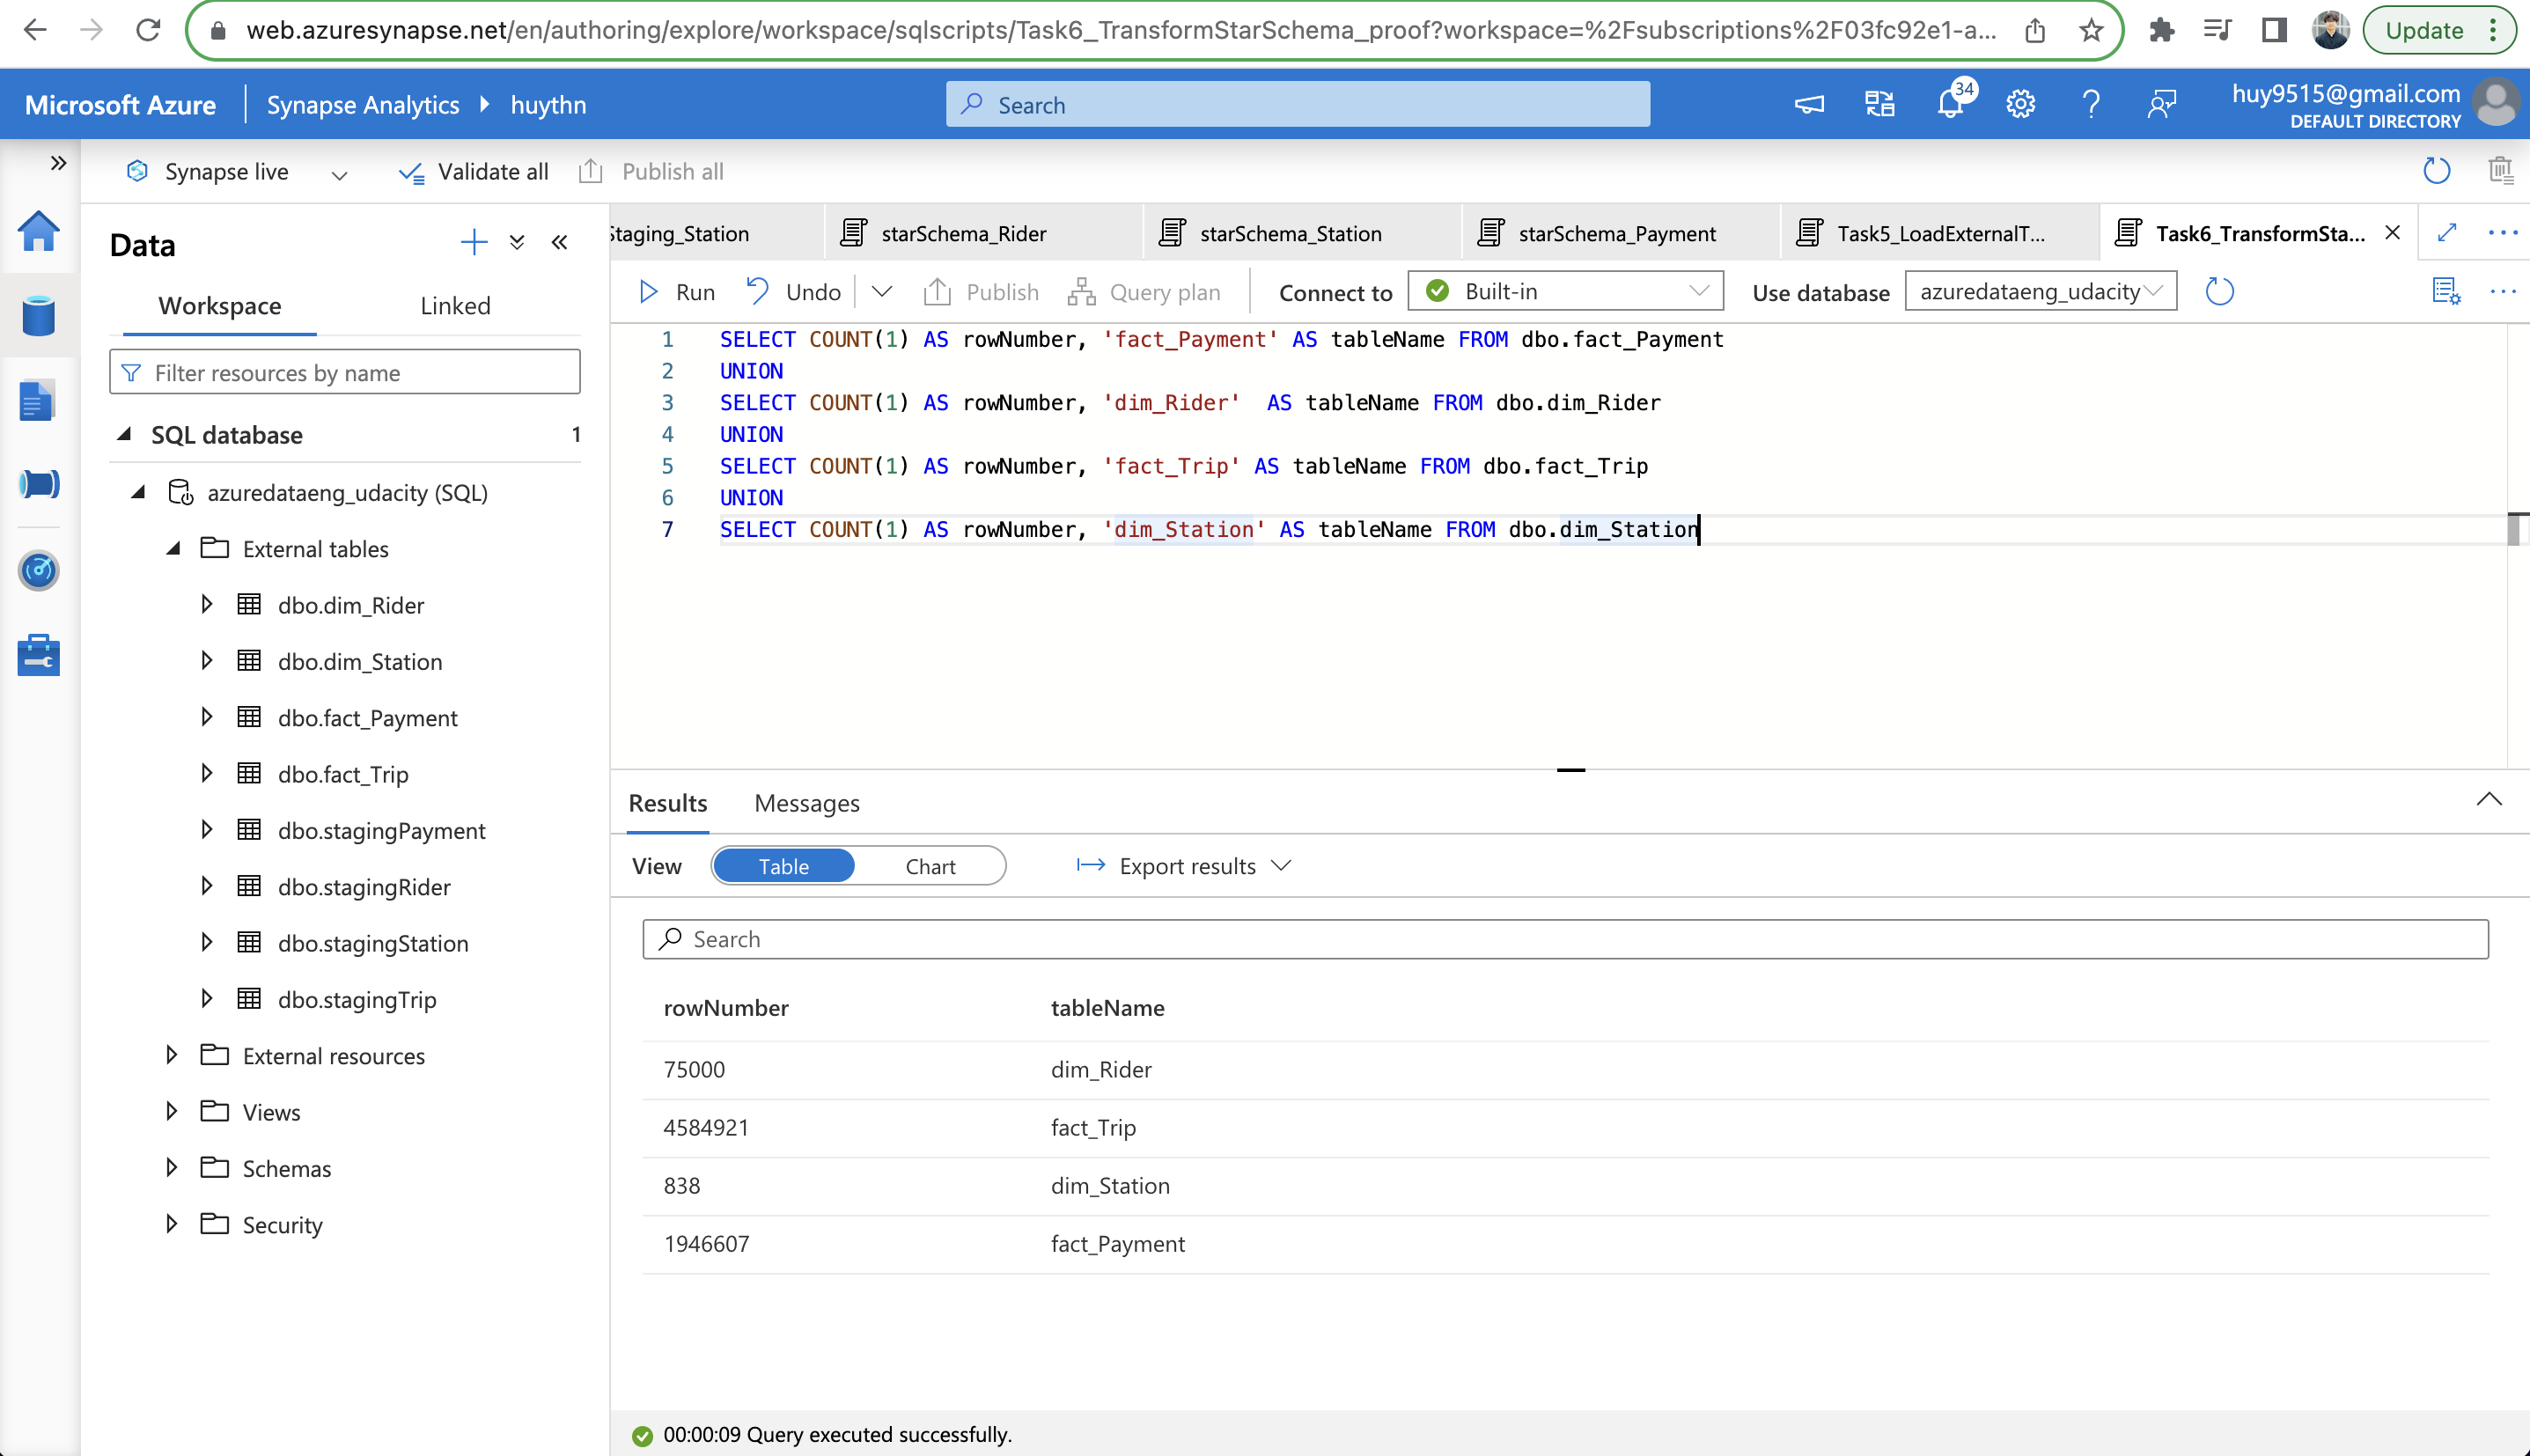 web.azuresynapse.net/en/authoring/explore/workspace/sqlscripts/Task6_TransformStarSchema_proof?workspace=%2Fsubscriptions%2F03fc92e1-a...
Update
Microsoft Azure
Synapse Analytics
huythn
Search
34
huy9515@gmail.com
DEFAULT DIRECTORY
Synapse live
Validate all
Publish all
Data
Workspace
Linked
Filter resources by name
SQL database
1
azuredataeng_udacity (SQL)
External tables
dbo.dim_Rider
dbo.dim_Station
dbo.fact_Payment
dbo.fact_Trip
dbo.stagingPayment
dbo.stagingRider
dbo.stagingStation
dbo.stagingTrip
External resources
Views
Schemas
Security
Staging_Station
starSchema_Rider
starSchema_Station
starSchema_Payment
Task5_LoadExternalT...
Task6_TransformSta...
Run
Undo
Publish
Query plan
Connect to
Built-in
Use database
azuredataeng_udacity
1 SELECT COUNT(1) AS rowNumber, 'fact_Payment' AS tableName FROM dbo.fact_Payment
2 UNION
3 SELECT COUNT(1) AS rowNumber, 'dim_Rider'  AS tableName FROM dbo.dim_Rider
4 UNION
5 SELECT COUNT(1) AS rowNumber, 'fact_Trip' AS tableName FROM dbo.fact_Trip
6 UNION
7 SELECT COUNT(1) AS rowNumber, 'dim_Station' AS tableName FROM dbo.dim_Station
Results
Messages
View
Table
Chart
Export results
Search
rowNumber tableName
75000 dim_Rider
4584921 fact_Trip
838 dim_Station
1946607 fact_Payment
00:00:09 Query executed successfully.